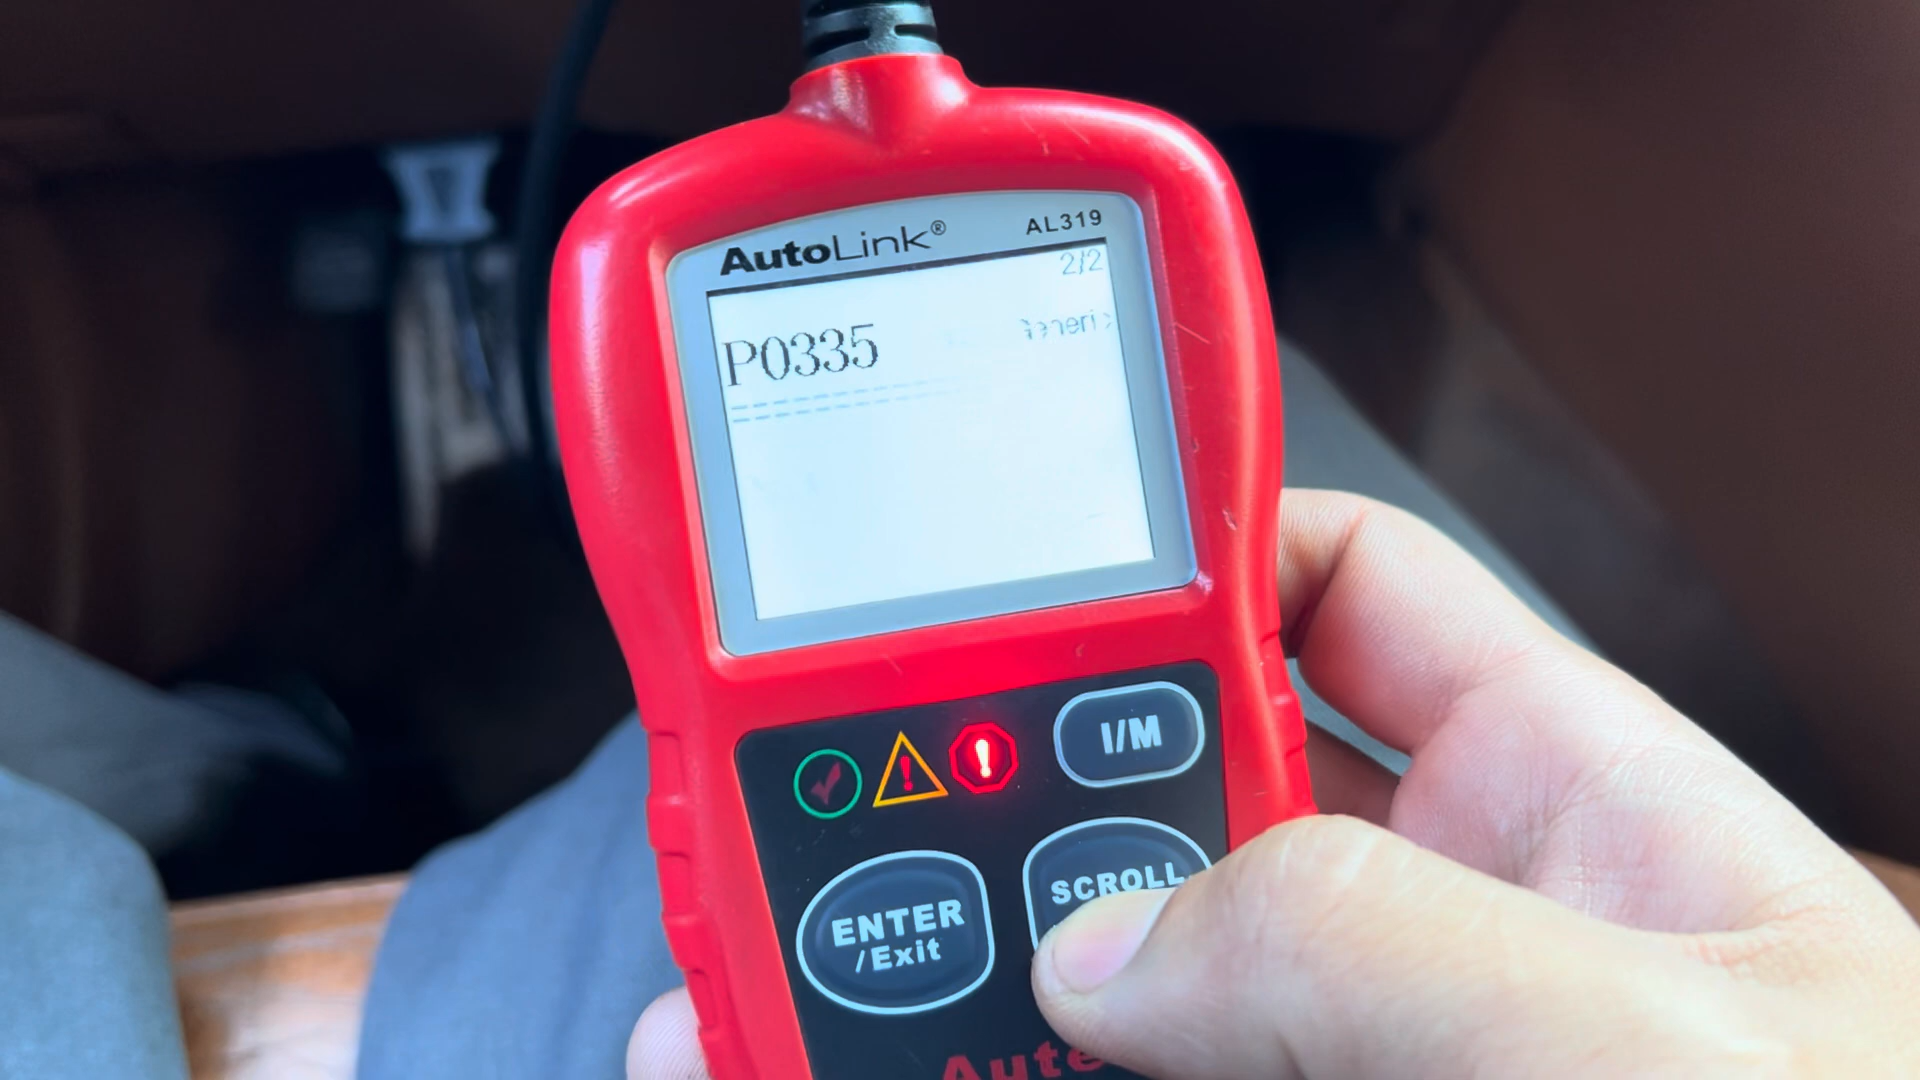 AutoLink® AL319
2/2
P0335
I/M
ENTER
/Exit
SCROLL